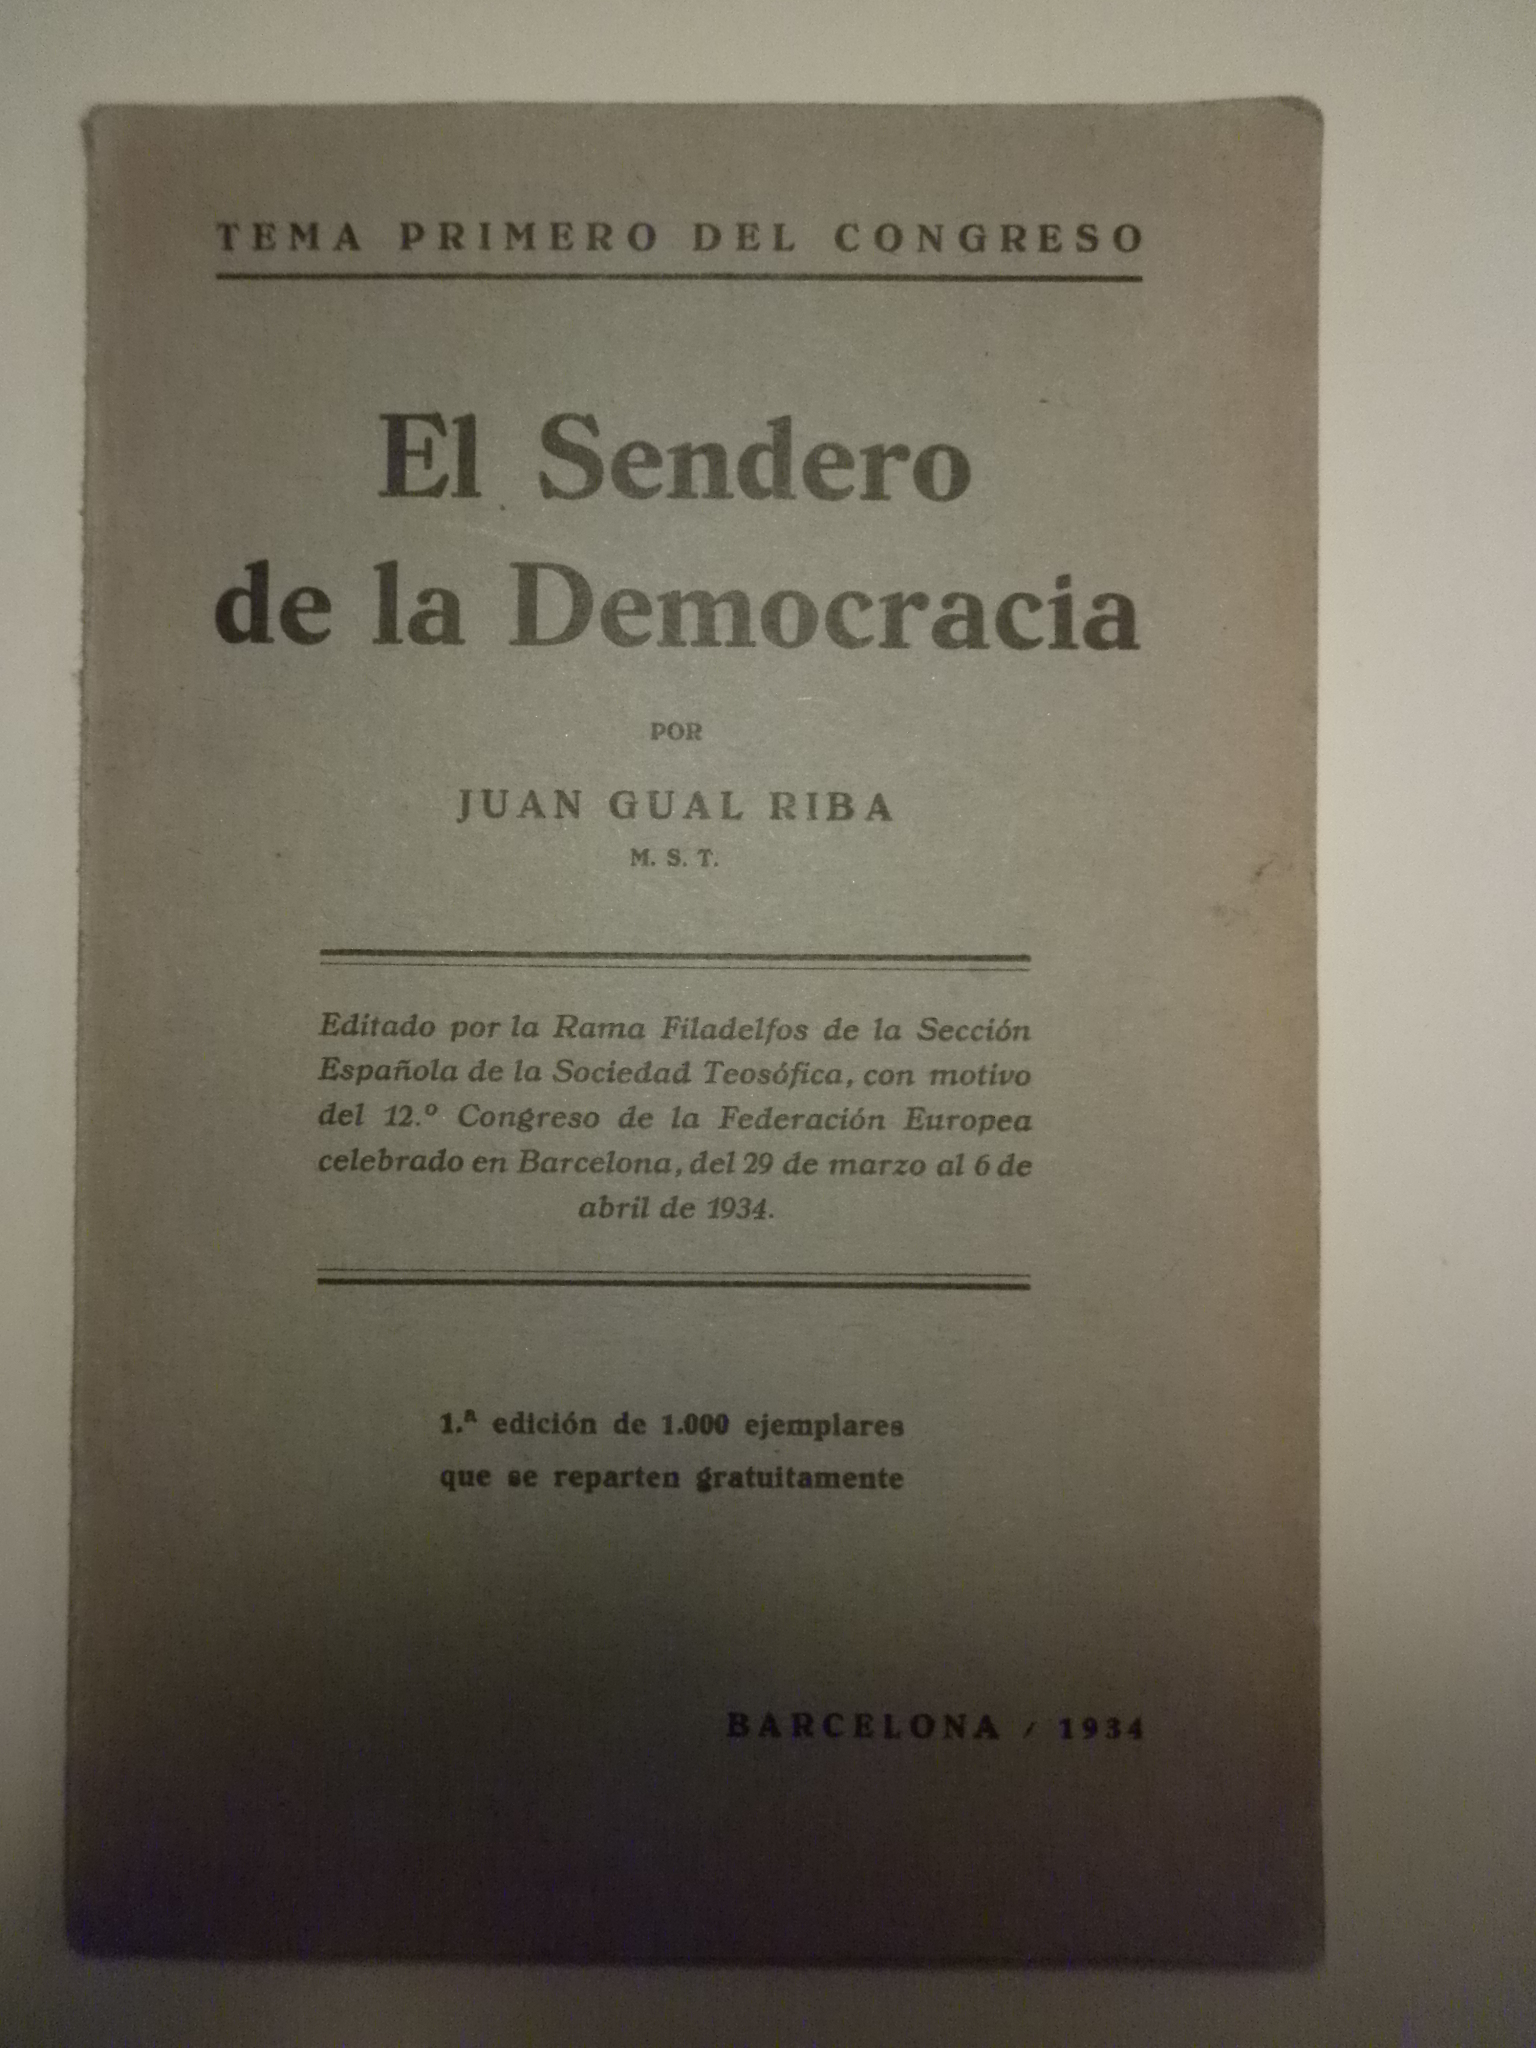 TEMA PRIMERO DEL CONGRESO
El Sendero
de la Democracia
POR
JUAN GUAL RIBA
M. S. T.
Editado por la Rama Filadelfos de la Sección
Española de la Sociedad Teosófica, con motivo
del 12.º Congreso de la Federación Europea
celebrado en Barcelona, del 29 de marzo al 6 de
abril de 1934.
1.ª edición de 1.000 ejemplares
que se reparten gratuitamente
BARCELONA / 1934